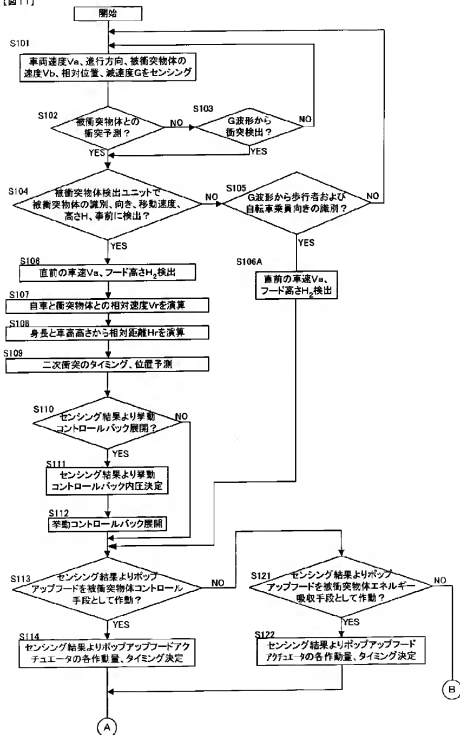 【図11】
開始
S101
車両速度Va、進行方向、被衝突物体の
速度Vb、相対位置、減速度Gをセンシング
S102
被衝突物体との
衝突予測?
NO
YES
S103
G波形から
衝突検出?
NO
YES
S104
被衝突物体検出ユニットで
被衝突物体の識別、向き、移動速度、
高さH、事前に検出?
NO
YES
S105
G波形から歩行者および
自転車乗員向きの識別?
NO
YES
S106
直前の車速Va、フード高さH₂検出
S106A
直前の車速Va、
フード高さH₂検出
S107
自車と衝突物体との相対速度Vrを演算
S108
身長と車高高さから相対距離Hrを演算
S109
二次衝突のタイミング、位置予測
S110
センシング結果より挙動
コントロールバック展開?
NO
YES
S111
センシング結果より挙動
コントロールバック内圧決定
S112
挙動コントロールバック展開
S113
センシング結果よりポップ
アップフードを被衝突物体コントロール
手段として作動?
NO
YES
S121
センシング結果よりポップ
アップフードを被衝突物体エネルギー
吸収手段として作動?
NO
YES
S114
センシング結果よりポップアップフードアク
チュエータの各作動量、タイミング決定
S122
センシング結果よりポップアップフード
アクチュエータの各作動量、タイミング決定
A
B